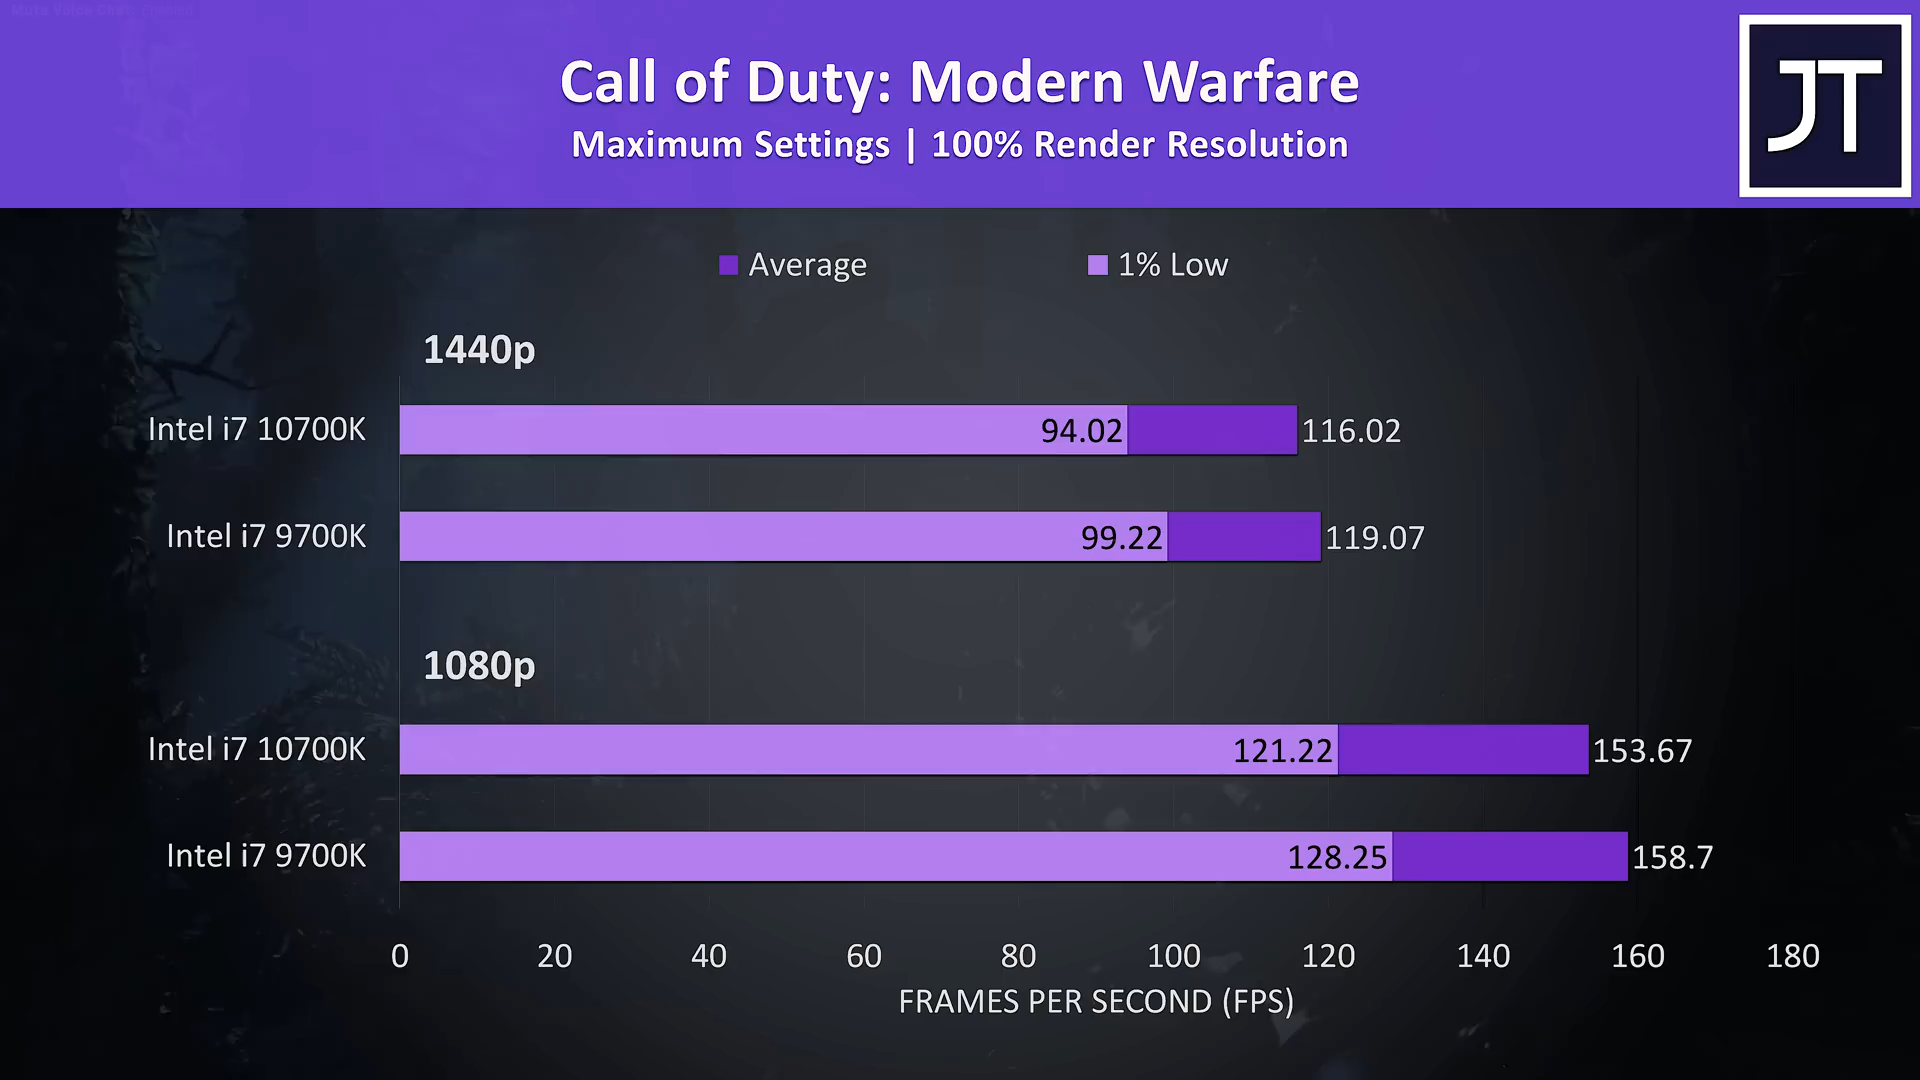 Call of Duty: Modern Warfare
Maximum Settings | 100% Render Resolution
JT
Average 1% Low
1440p
Intel i7 10700K 94.02 116.02
Intel i7 9700K 99.22 119.07
1080p
Intel i7 10700K 121.22 153.67
Intel i7 9700K 128.25 158.7
0 20 40 60 80 100 120 140 160 180
FRAMES PER SECOND (FPS)